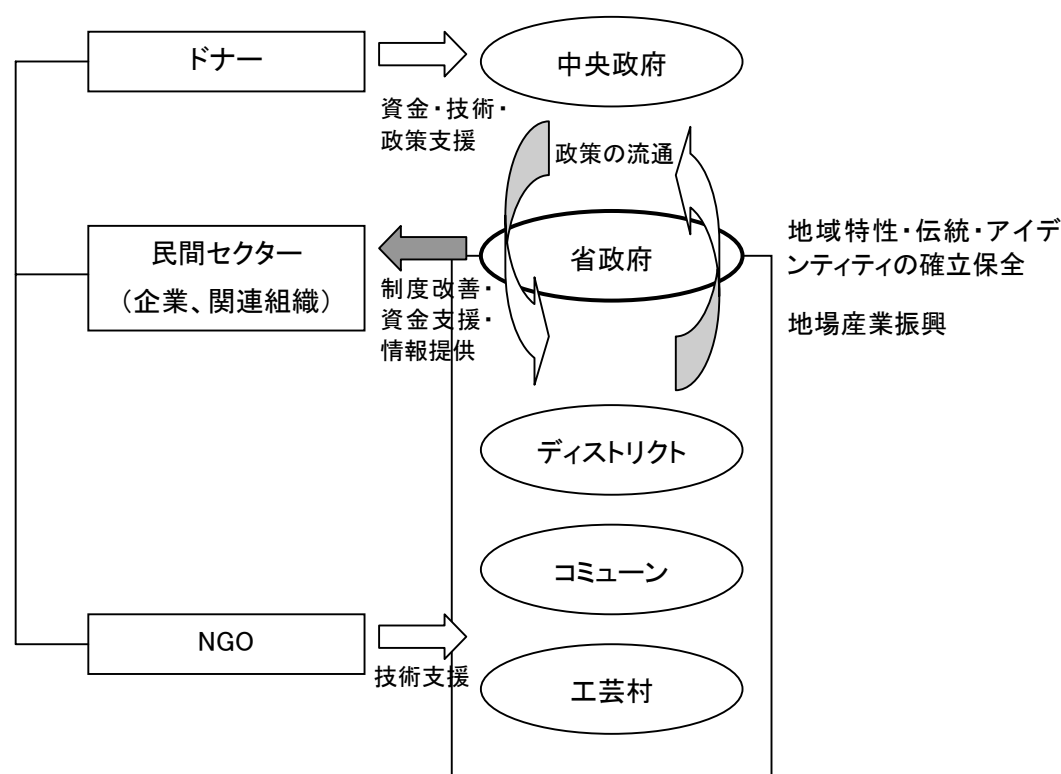 ドナー
中央政府
資金・技術・
政策支援
政策の流通
民間セクター
（企業、関連組織）
省政府
地域特性・伝統・アイデ
ンティティの確立保全
制度改善・
資金支援・
情報提供
地場産業振興
ディストリクト
コミューン
NGO
技術支援
工芸村